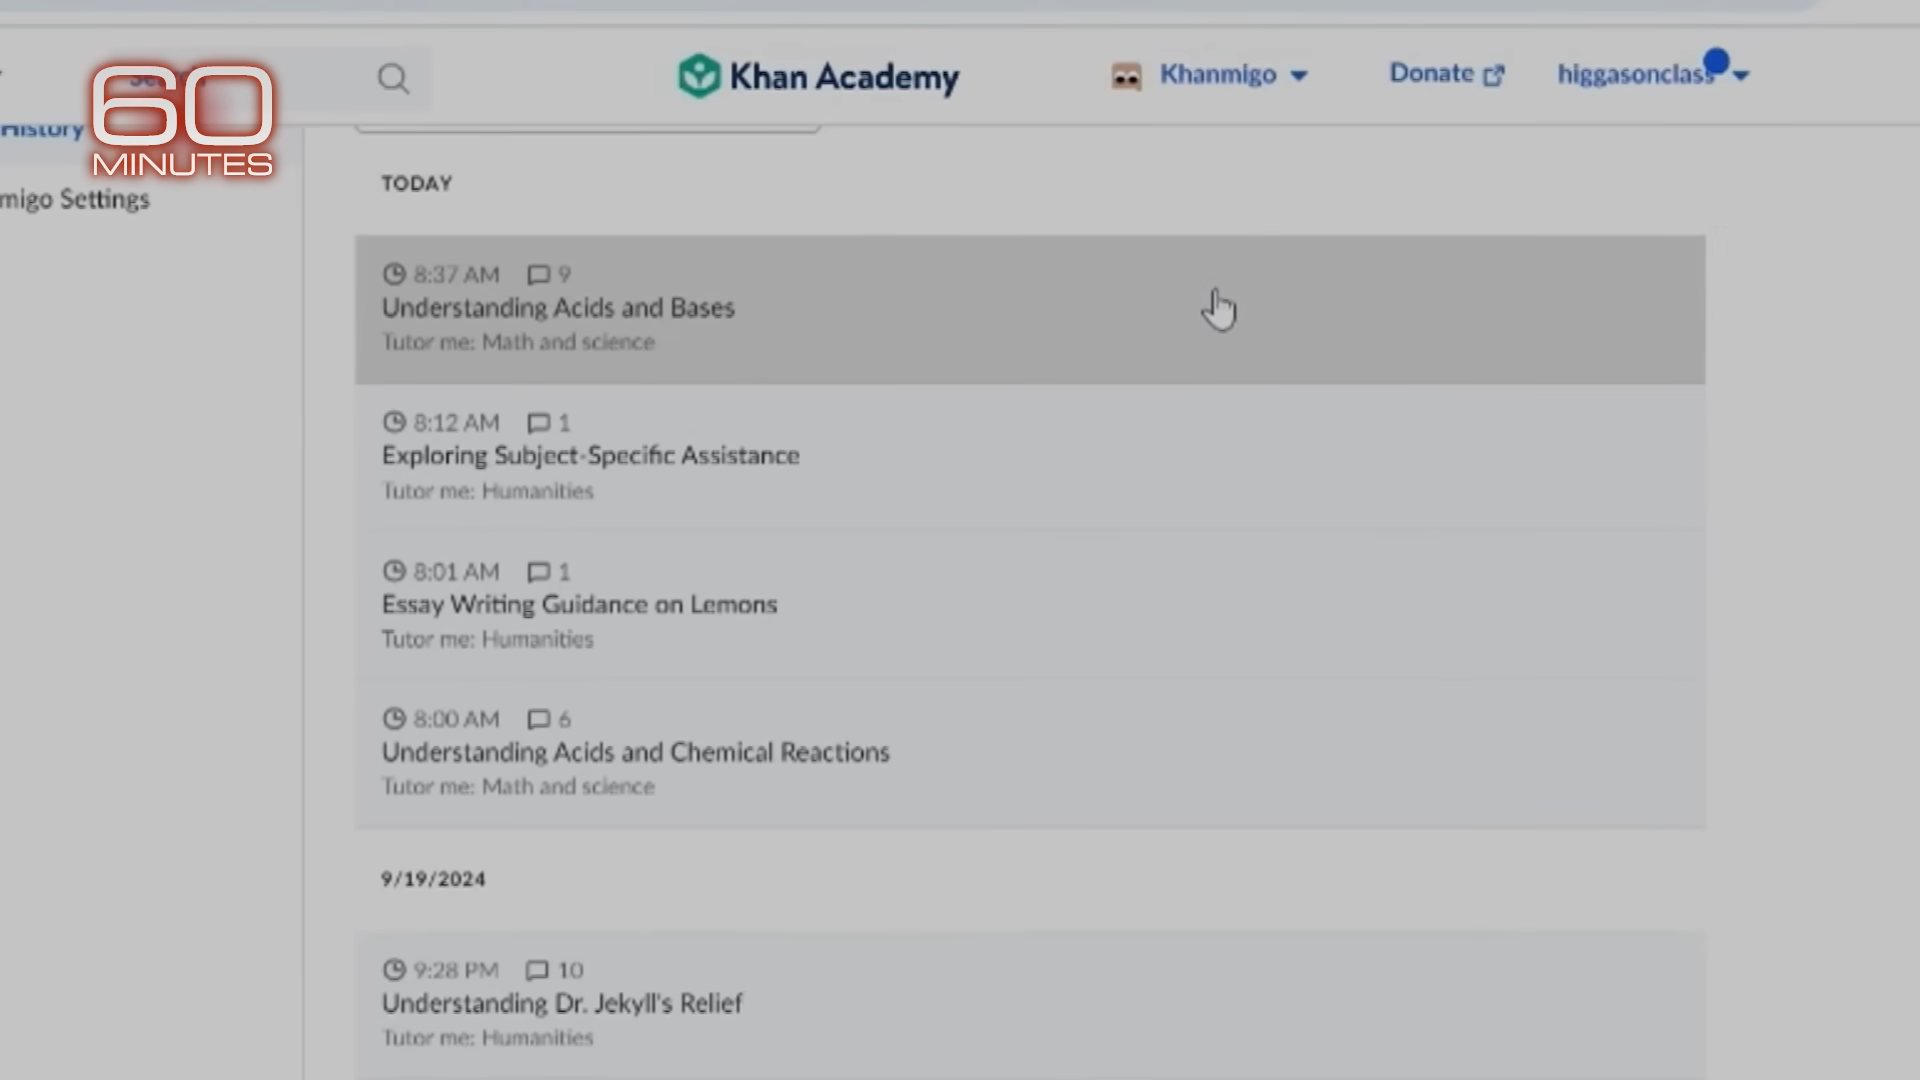 60
MINUTES
Khan Academy
Khanmigo
Donate
higgasonclass
History
migo Settings
TODAY
8:37 AM 9
Understanding Acids and Bases
Tutor me: Math and science
8:12 AM 1
Exploring Subject-Specific Assistance
Tutor me: Humanities
8:01 AM 1
Essay Writing Guidance on Lemons
Tutor me: Humanities
8:00 AM 6
Understanding Acids and Chemical Reactions
Tutor me: Math and science
9/19/2024
9:28 PM 10
Understanding Dr. Jekyll's Relief
Tutor me: Humanities